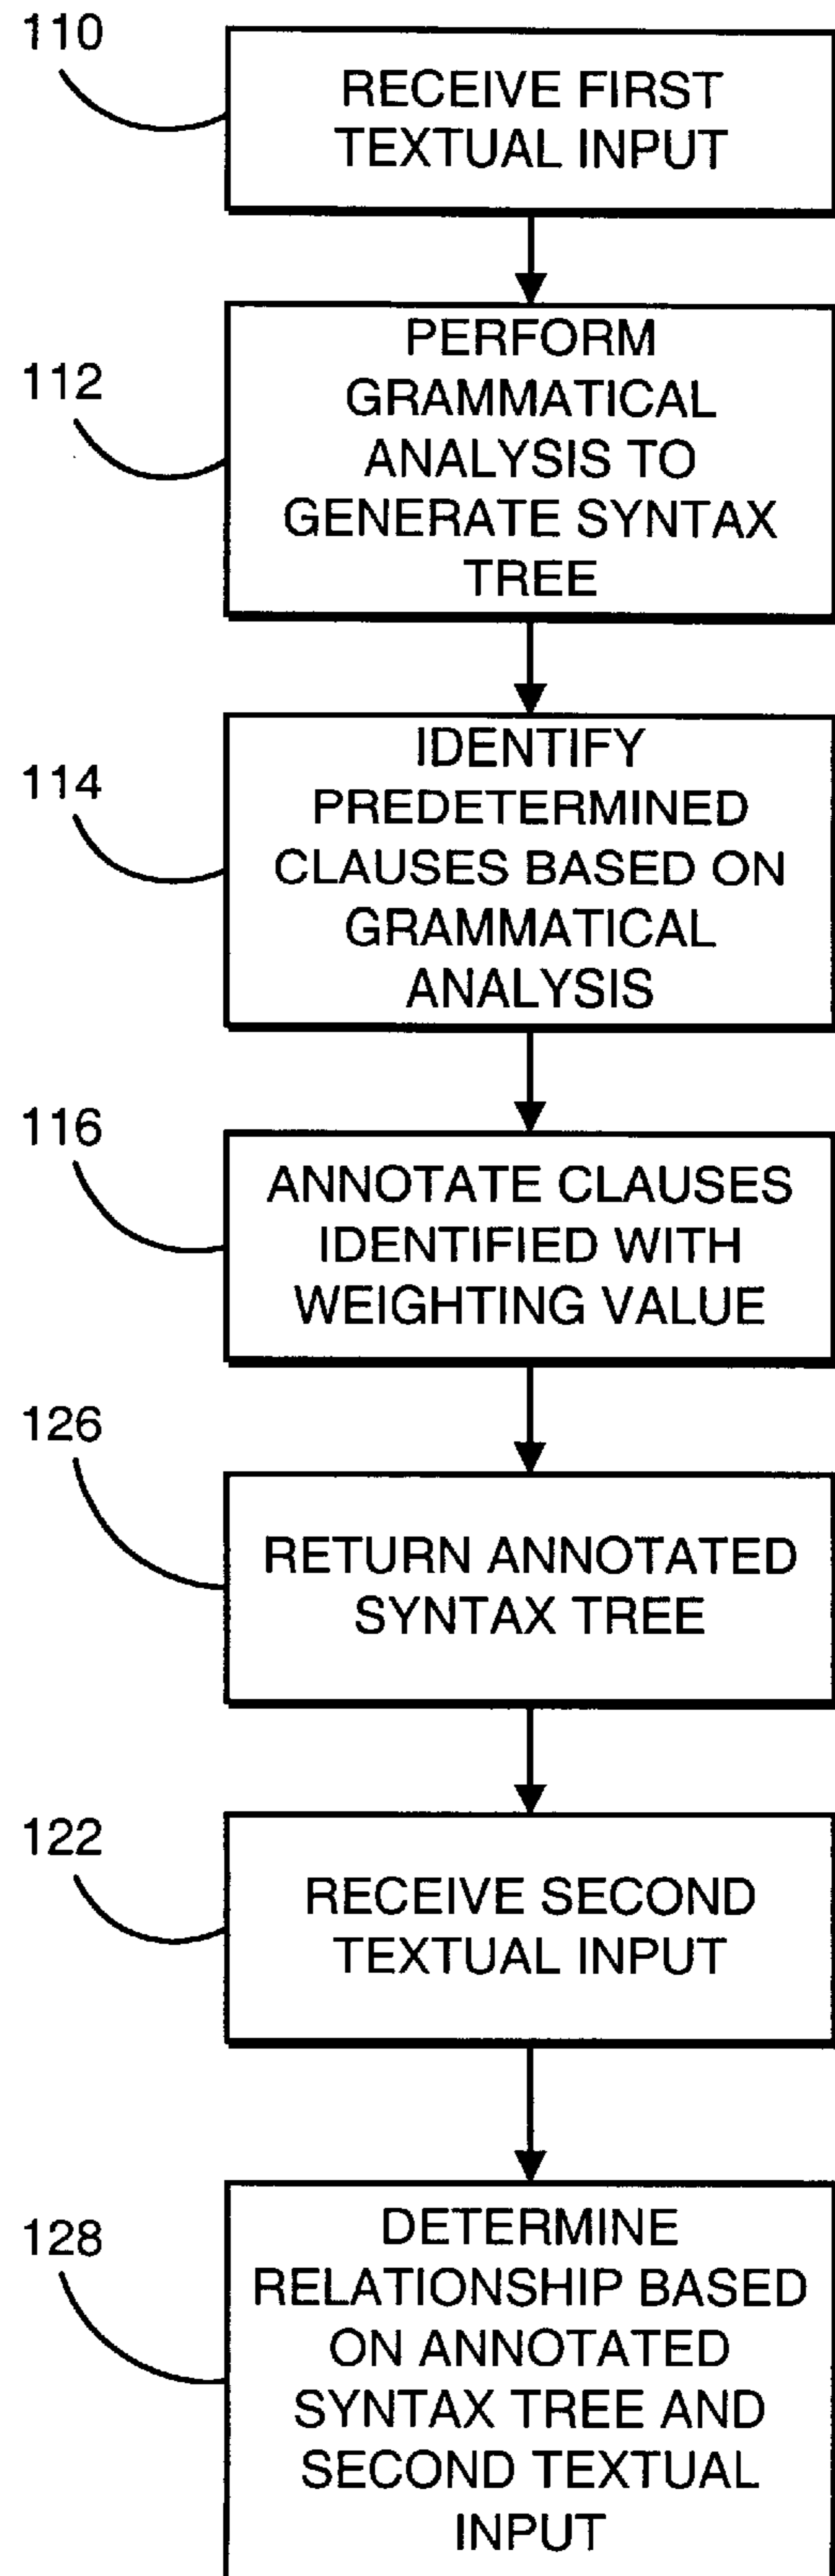 110
RECEIVE FIRST
TEXTUAL INPUT
112
PERFORM
GRAMMATICAL
ANALYSIS TO
GENERATE SYNTAX
TREE
114
IDENTIFY
PREDETERMINED
CLAUSES BASED ON
GRAMMATICAL
ANALYSIS
116
ANNOTATE CLAUSES
IDENTIFIED WITH
WEIGHTING VALUE
126
RETURN ANNOTATED
SYNTAX TREE
122
RECEIVE SECOND
TEXTUAL INPUT
128
DETERMINE
RELATIONSHIP BASED
ON ANNOTATED
SYNTAX TREE AND
SECOND TEXTUAL
INPUT